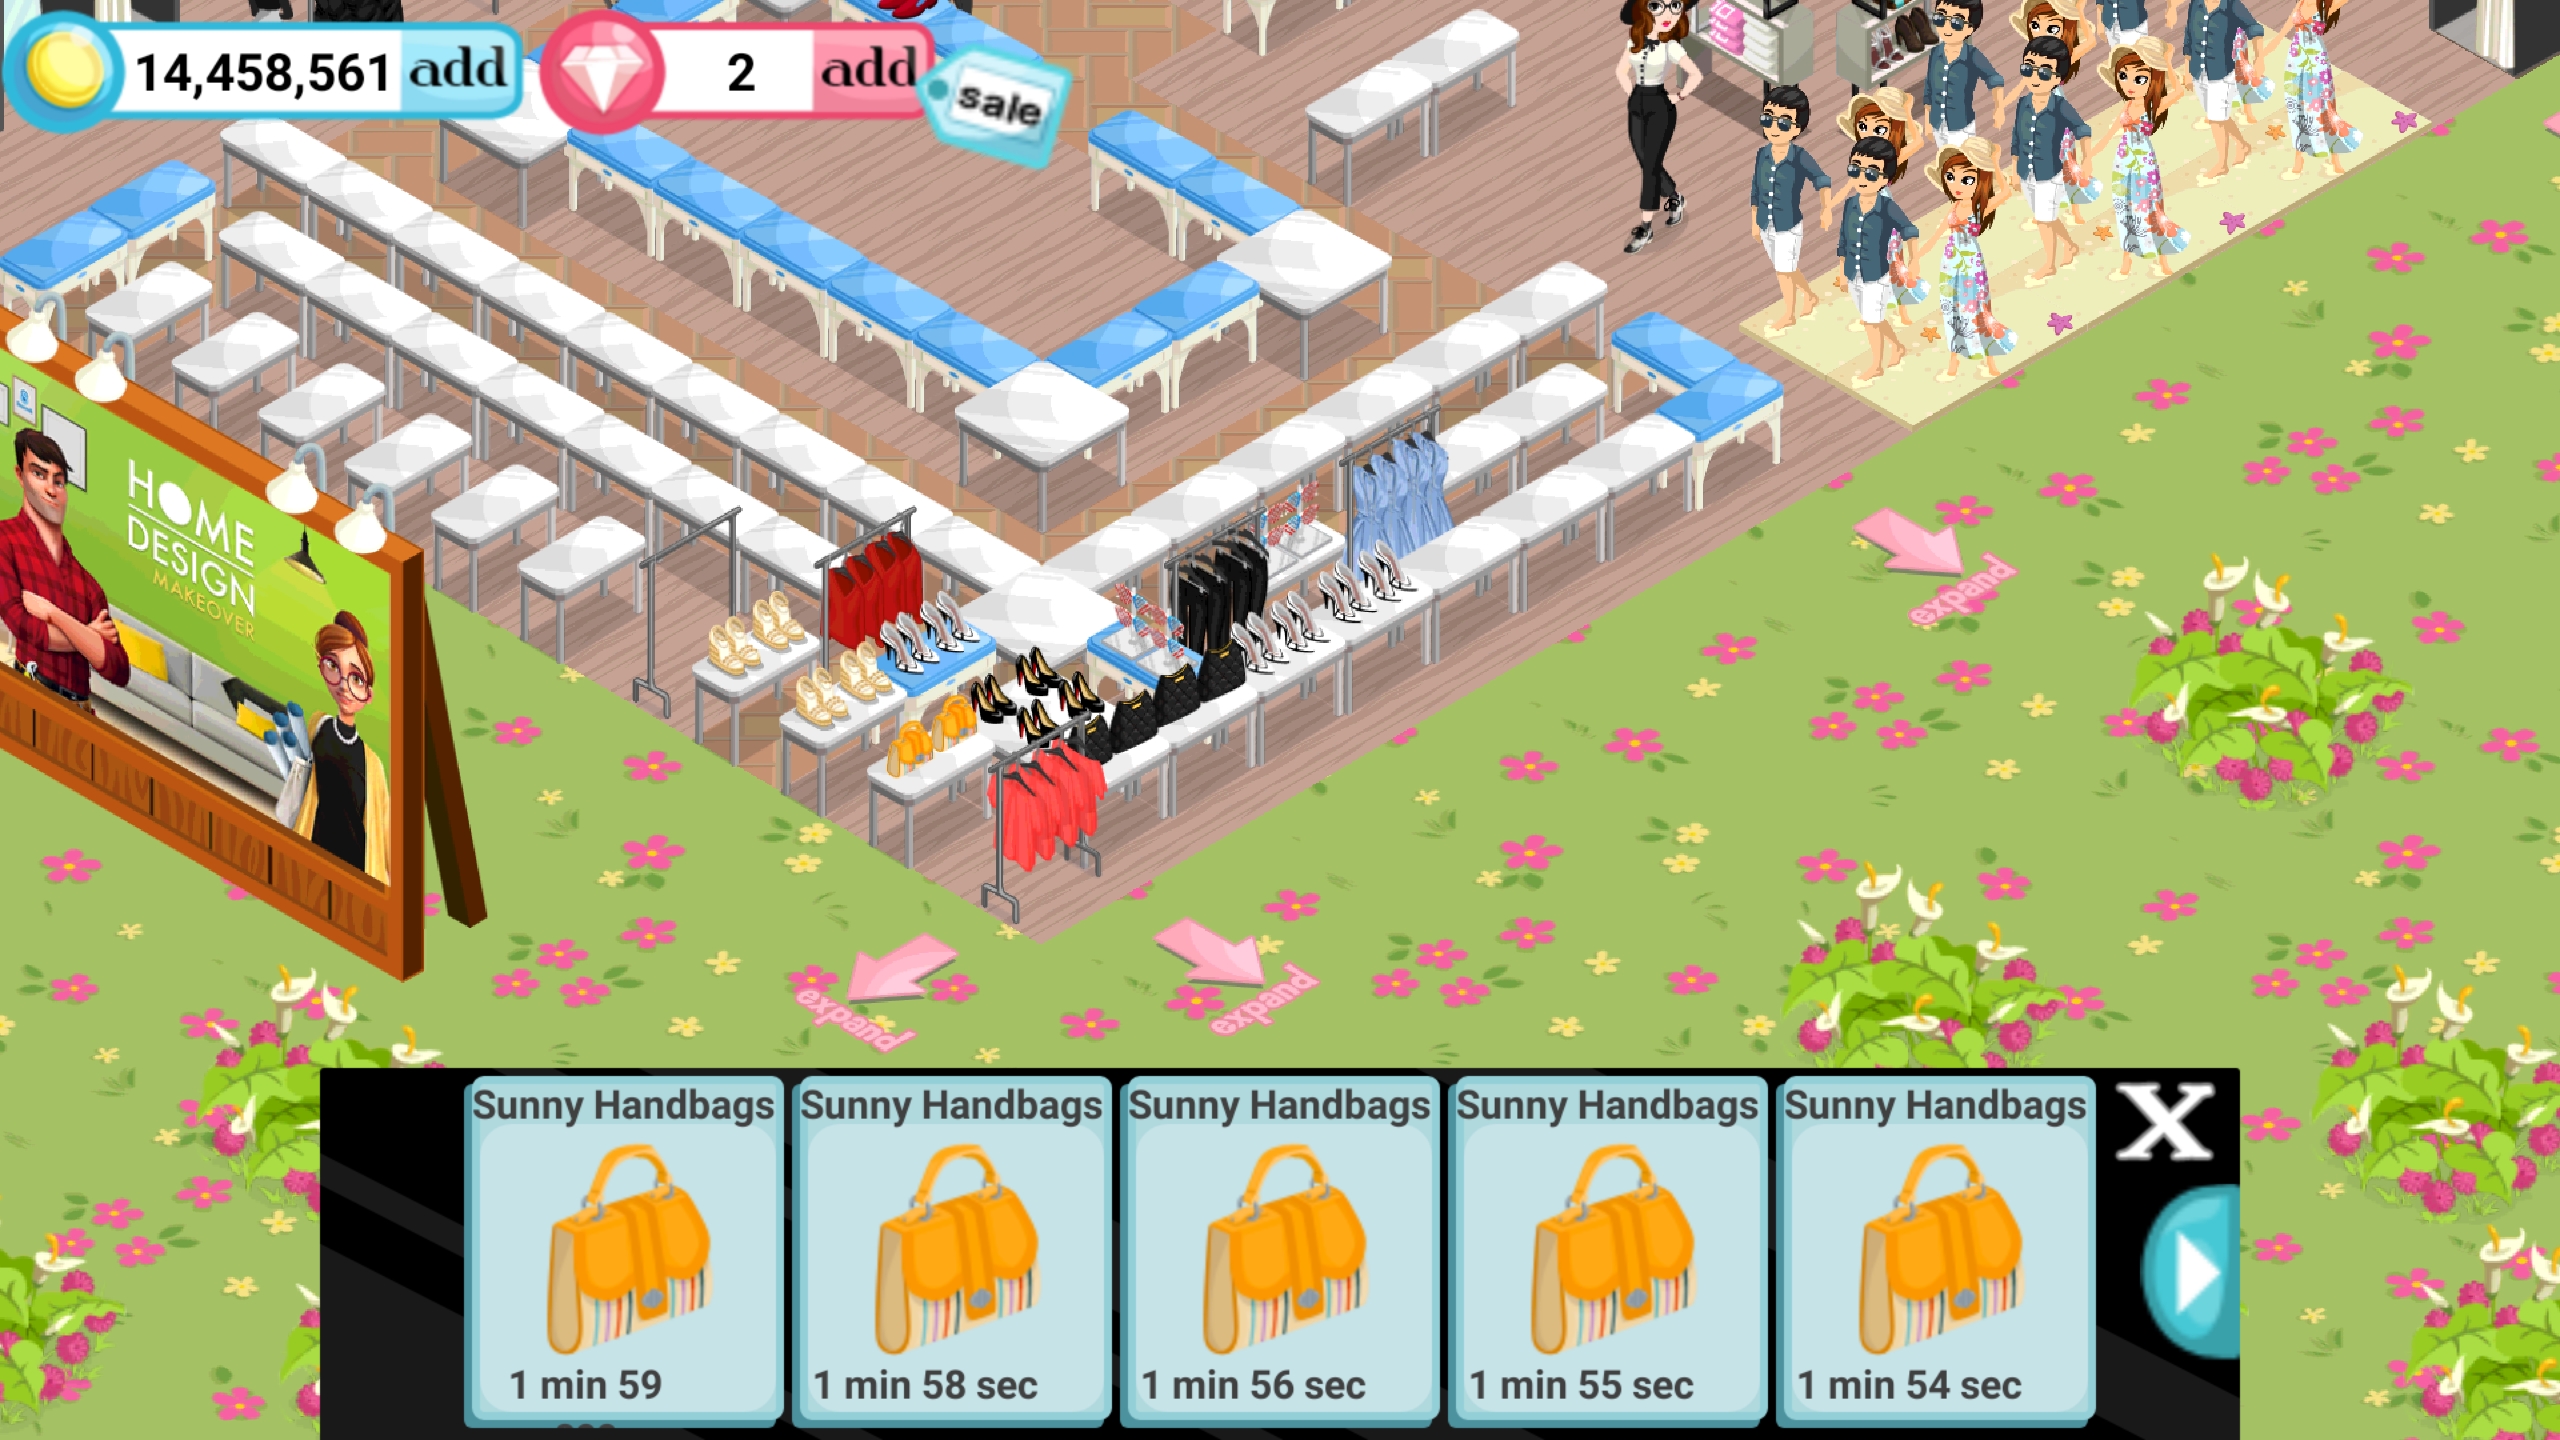 14,458,561 add
2 add
sale
HOME
DESIGN
MAKEOVER
expand
expand
expand
Sunny Handbags
Sunny Handbags
Sunny Handbags
Sunny Handbags
Sunny Handbags
X
1 min 59
1 min 58 sec
1 min 56 sec
1 min 55 sec
1 min 54 sec